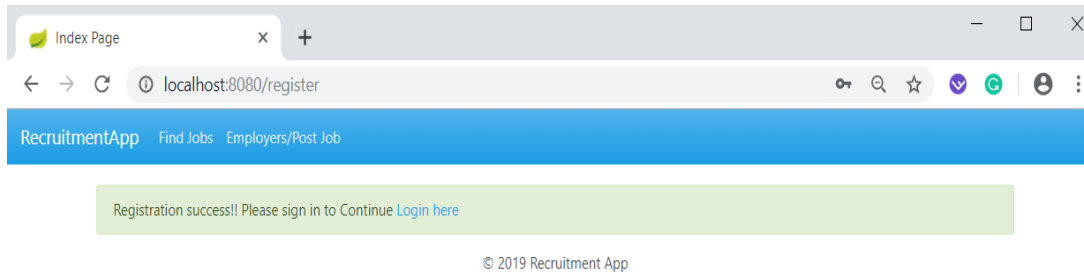 Index Page
localhost:8080/register
RecruitmentApp Find Jobs Employers/Post Job
Registration success!! Please sign in to Continue Login here
© 2019 Recruitment App